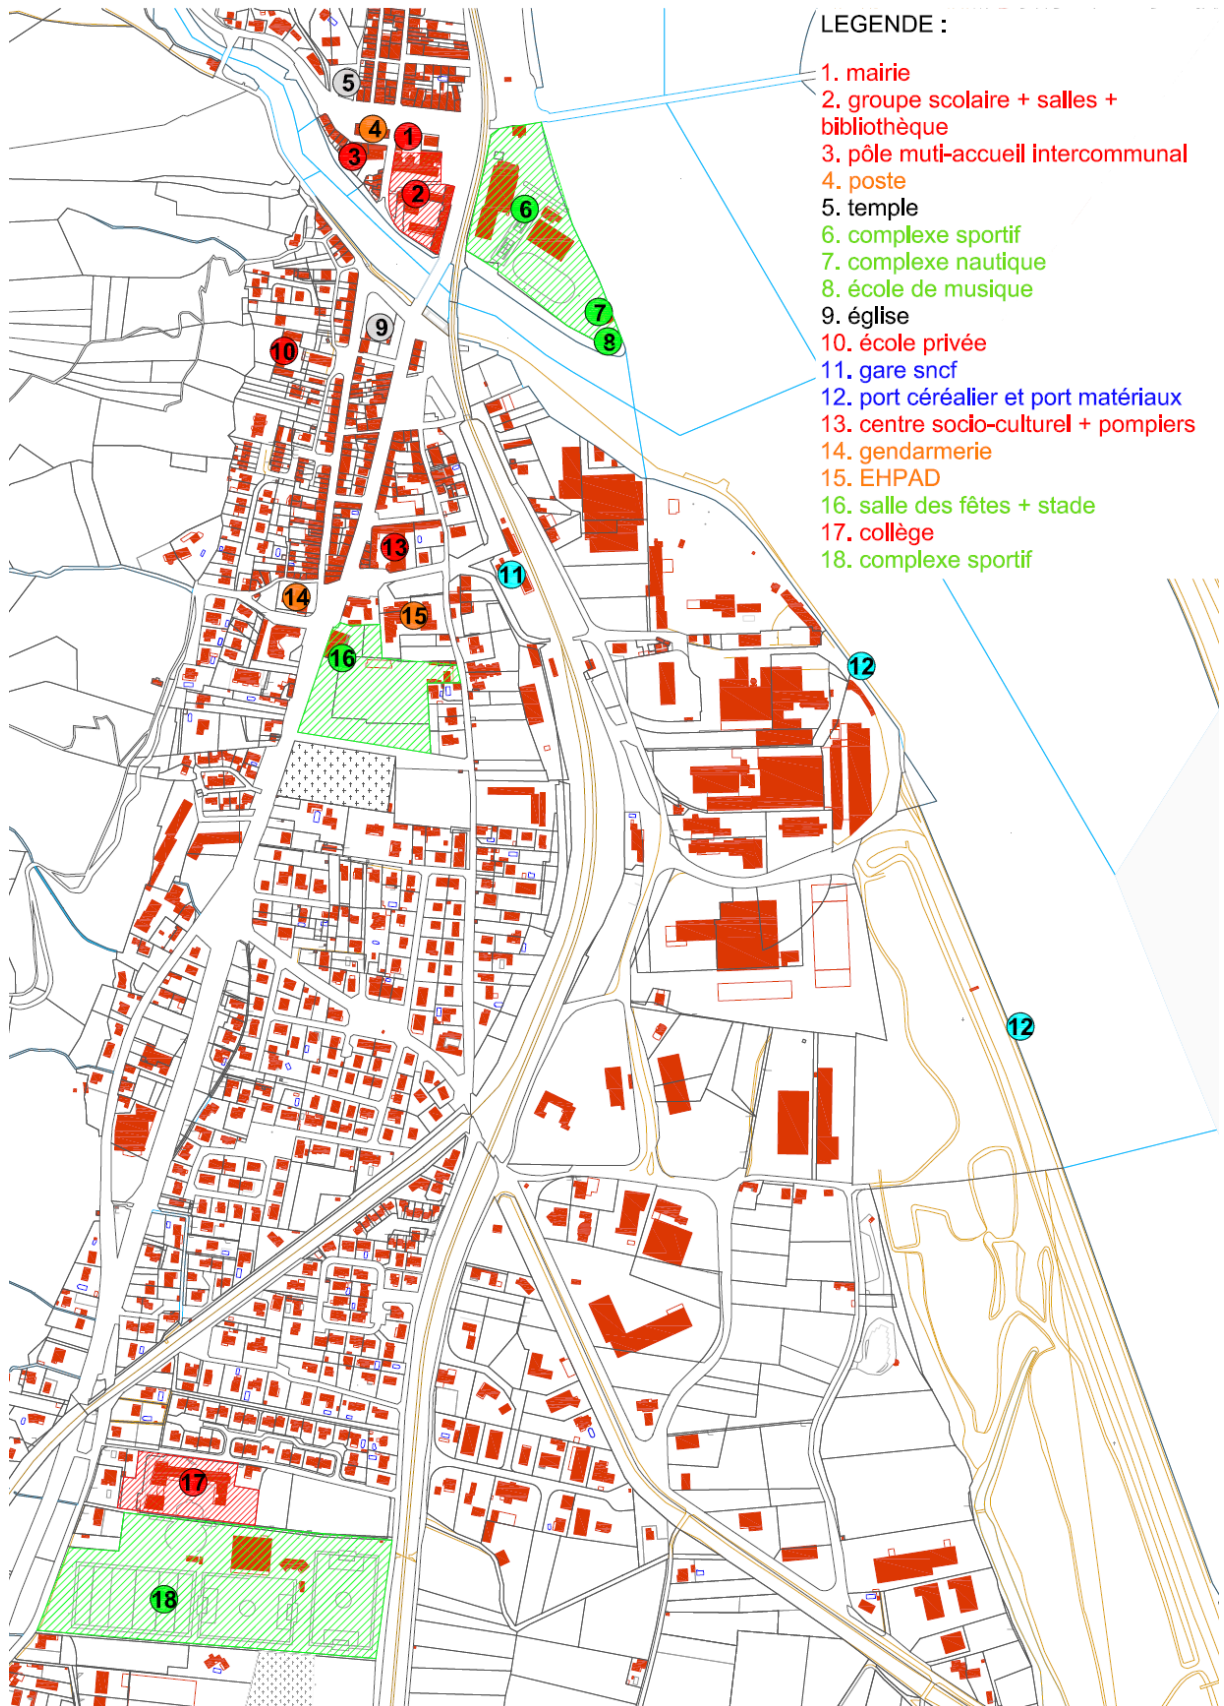 LEGENDE :
1. mairie
2. groupe scolaire + salles +
bibliothèque
3. pôle muti-accueil intercommunal
4. poste
5. temple
6. complexe sportif
7. complexe nautique
8. école de musique
9. église
10. école privée
11. gare sncf
12. port céréalier et port matériaux
13. centre socio-culturel + pompiers
14. gendarmerie
15. EHPAD
16. salle des fêtes + stade
17. collège
18. complexe sportif
5
4
1
3
2
6
7
9
8
10
13
11
14
15
16
12
12
17
18